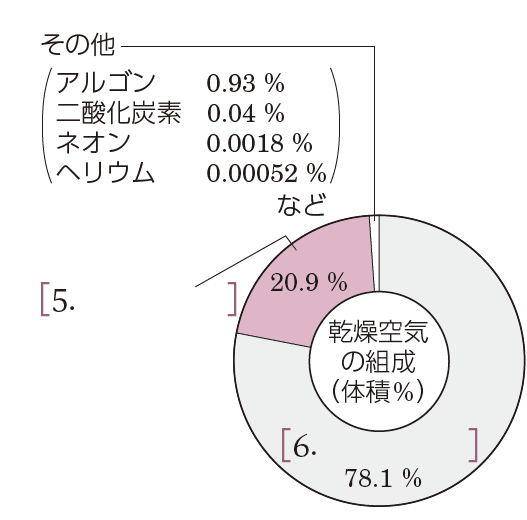 その他
アルゴン 0.93 %
二酸化炭素 0.04 %
ネオン 0.0018 %
ヘリウム 0.00052 %
など
20.9 %
[5. ]
乾燥空気
の組成
(体積%)
[6. ]
78.1 %